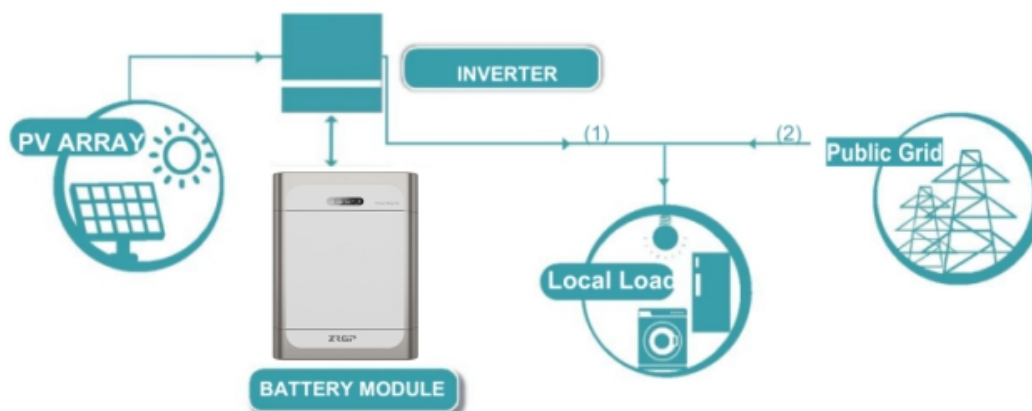 INVERTER
PV ARRAY
(1)
(2)
Public Grid
Local Load
ZRGP
BATTERY MODULE